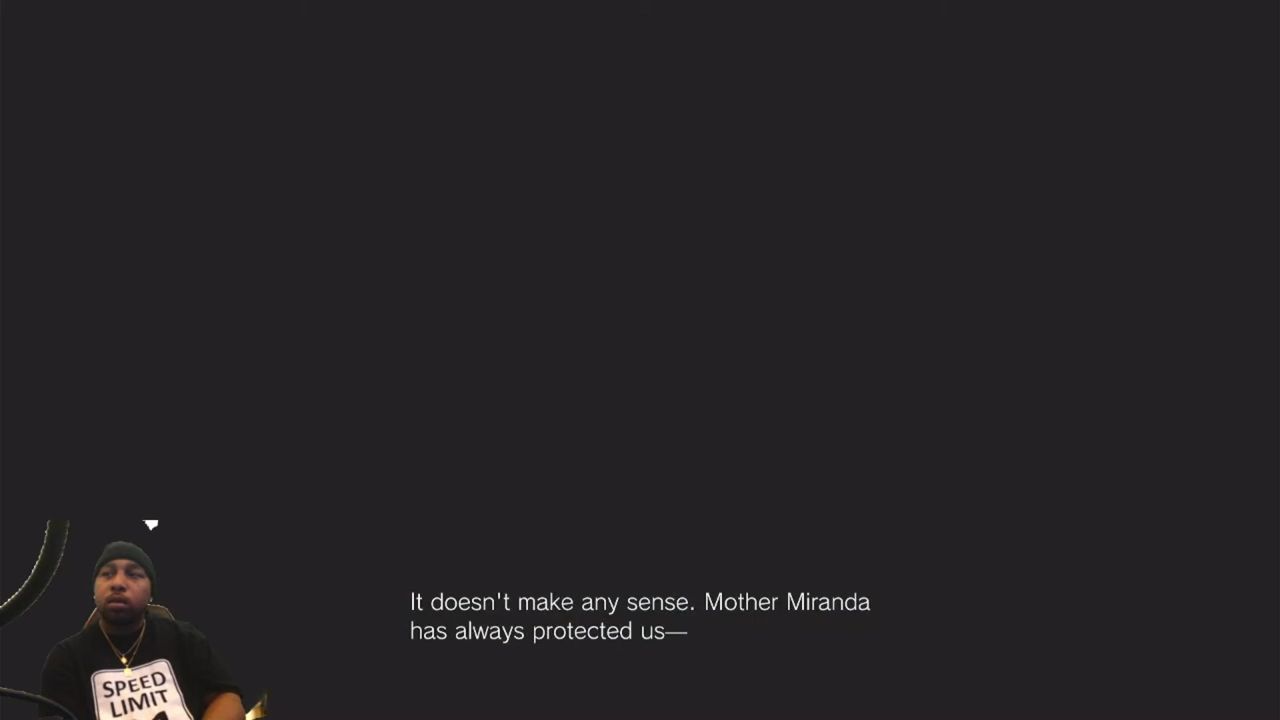 It doesn't make any sense. Mother Miranda
has always protected us—
SPEED
LIMIT